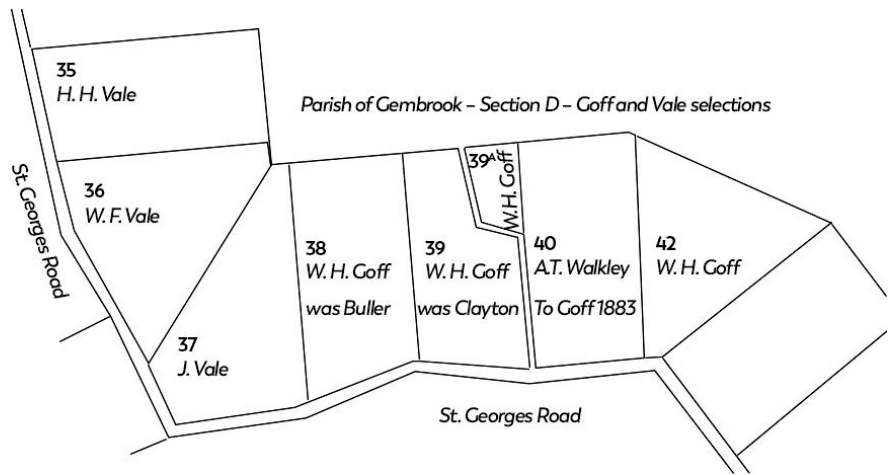 35
H. H. Vale
Parish of Gembrook – Section D – Goff and Vale selections
St. Georges Road
36
W. F. Vale
37
J. Vale
38
W. H. Goff
was Buller
39
W. H. Goff
was Clayton
39A
W. H. Goff
40
A.T. Walkley
To Goff 1883
42
W. H. Goff
St. Georges Road